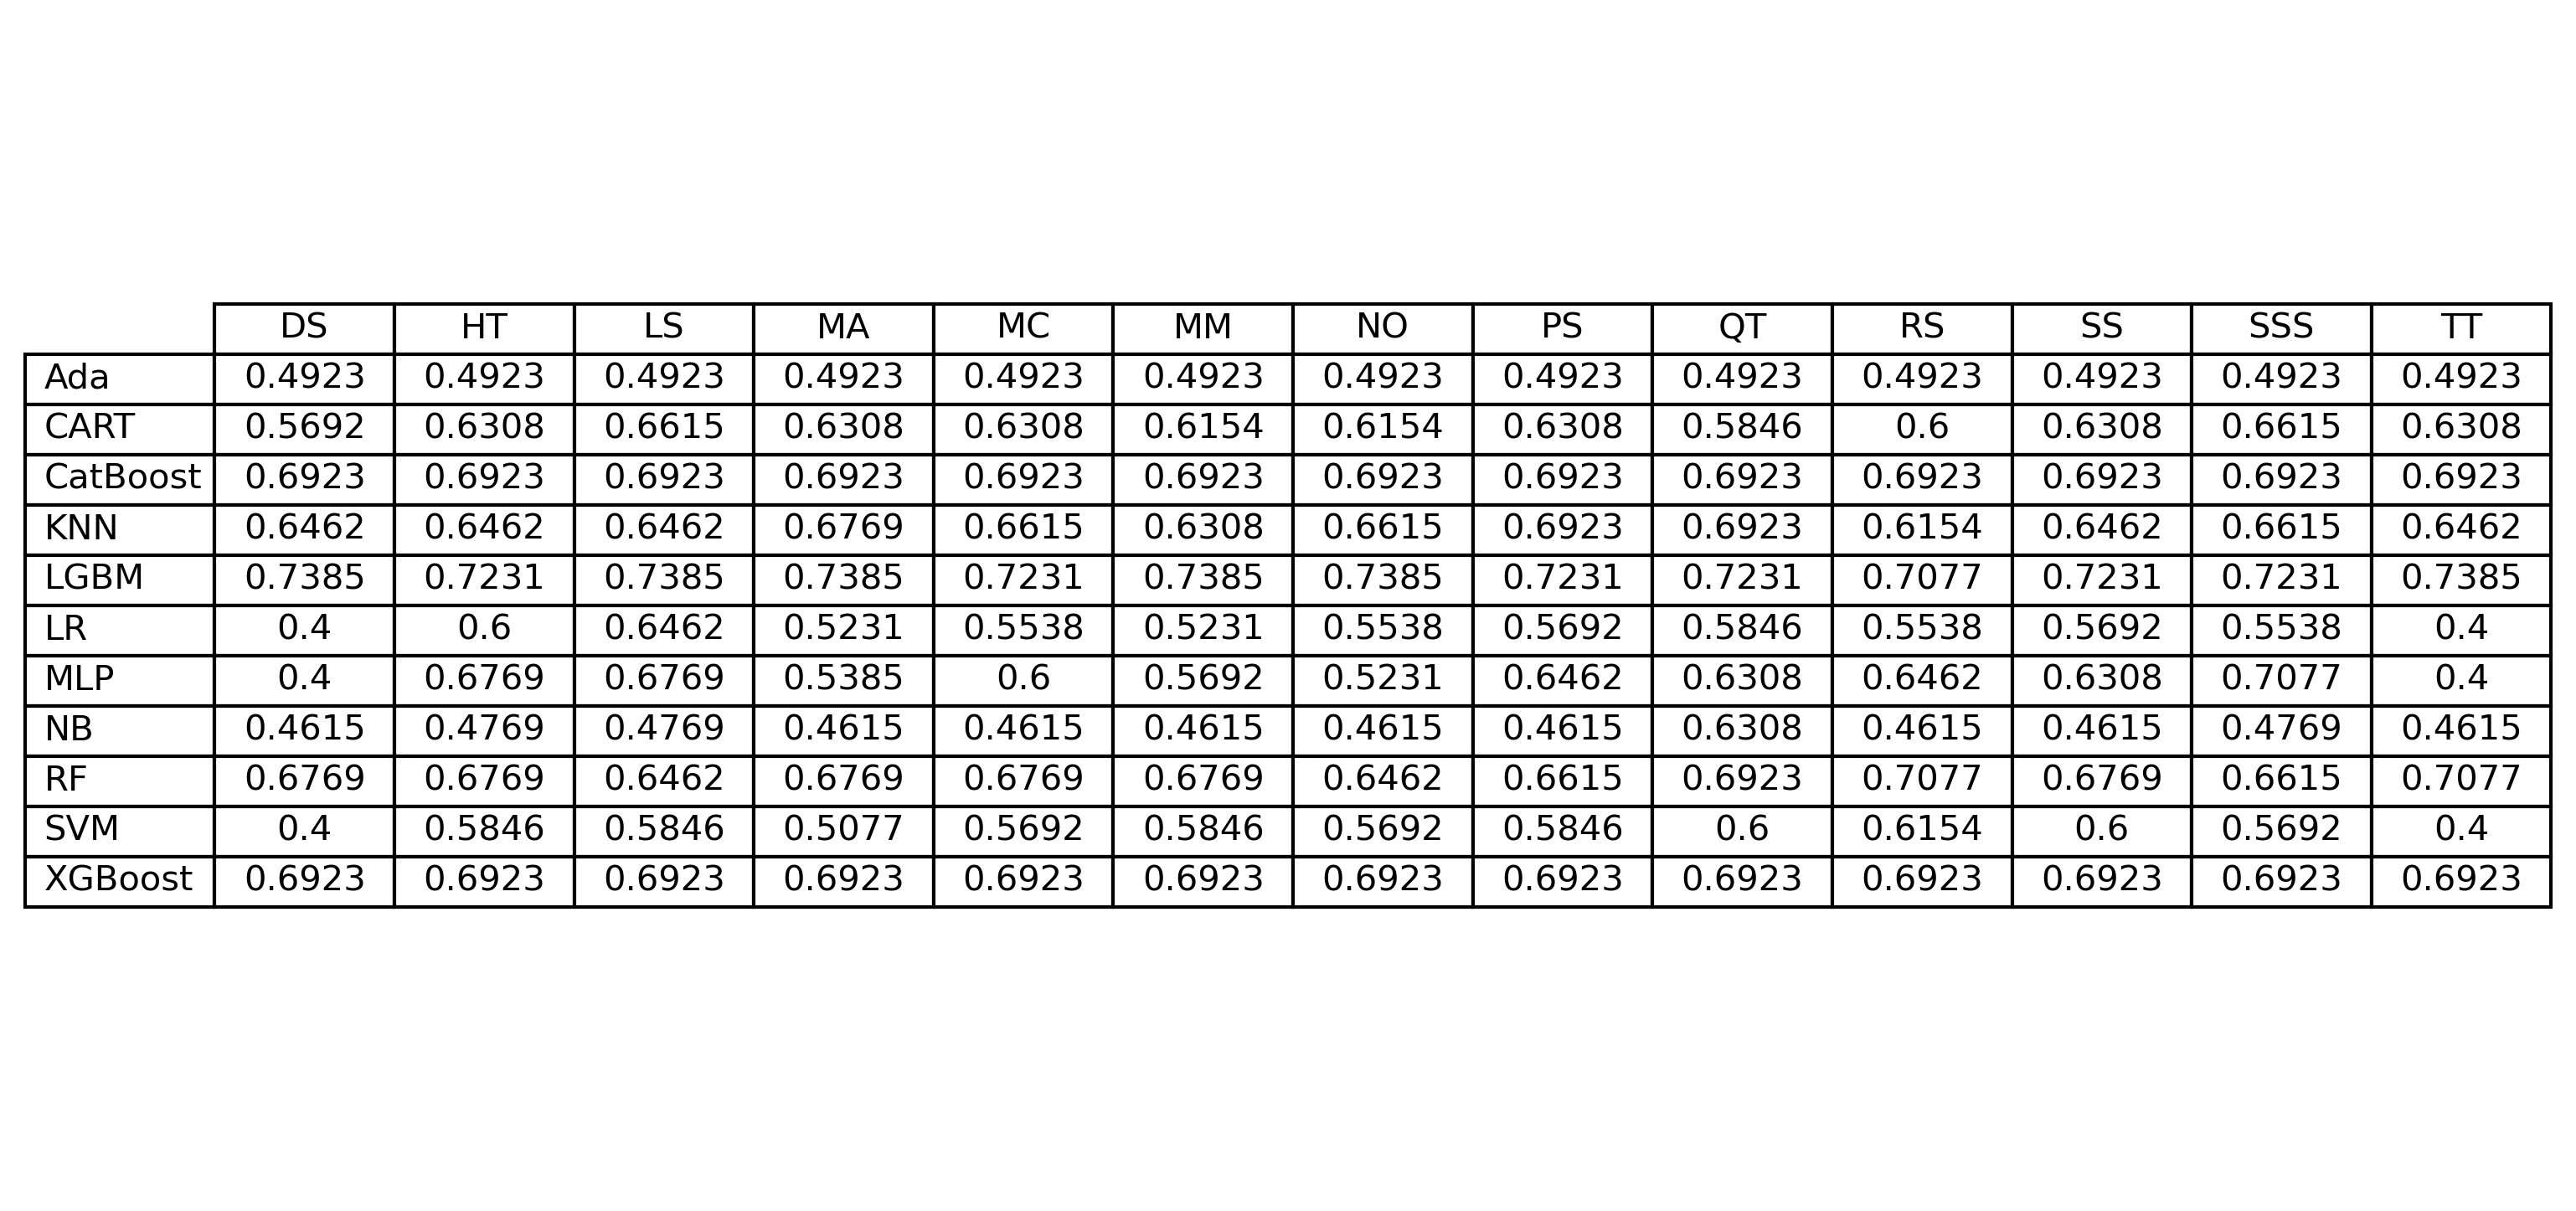 DS HT LS MA MC MM NO PS QT RS SS SSS TT
Ada 0.4923 0.4923 0.4923 0.4923 0.4923 0.4923 0.4923 0.4923 0.4923 0.4923 0.4923 0.4923 0.4923
CART 0.5692 0.6308 0.6615 0.6308 0.6308 0.6154 0.6154 0.6308 0.5846 0.6 0.6308 0.6615 0.6308
CatBoost 0.6923 0.6923 0.6923 0.6923 0.6923 0.6923 0.6923 0.6923 0.6923 0.6923 0.6923 0.6923 0.6923
KNN 0.6462 0.6462 0.6462 0.6769 0.6615 0.6308 0.6615 0.6923 0.6923 0.6154 0.6462 0.6615 0.6462
LGBM 0.7385 0.7231 0.7385 0.7385 0.7231 0.7385 0.7385 0.7231 0.7231 0.7077 0.7231 0.7231 0.7385
LR 0.4 0.6 0.6462 0.5231 0.5538 0.5231 0.5538 0.5692 0.5846 0.5538 0.5692 0.5538 0.4
MLP 0.4 0.6769 0.6769 0.5385 0.6 0.5692 0.5231 0.6462 0.6308 0.6462 0.6308 0.7077 0.4
NB 0.4615 0.4769 0.4769 0.4615 0.4615 0.4615 0.4615 0.4615 0.6308 0.4615 0.4615 0.4769 0.4615
RF 0.6769 0.6769 0.6462 0.6769 0.6769 0.6769 0.6462 0.6615 0.6923 0.7077 0.6769 0.6615 0.7077
SVM 0.4 0.5846 0.5846 0.5077 0.5692 0.5846 0.5692 0.5846 0.6 0.6154 0.6 0.5692 0.4
XGBoost 0.6923 0.6923 0.6923 0.6923 0.6923 0.6923 0.6923 0.6923 0.6923 0.6923 0.6923 0.6923 0.6923